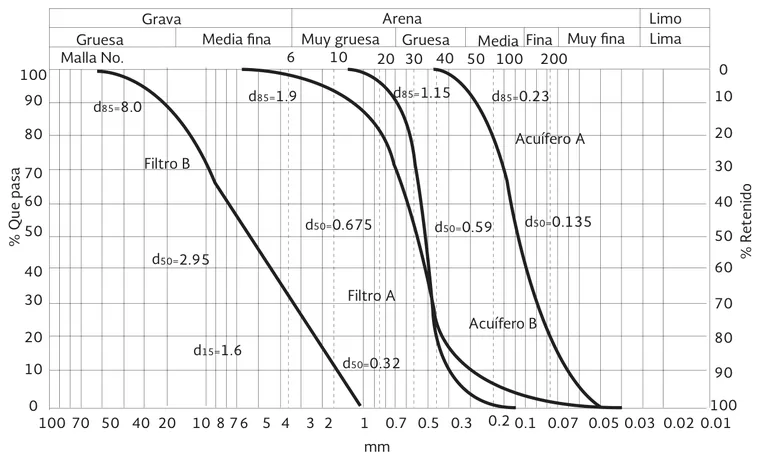 Grava Arena Limo
Gruesa Media fina Muy gruesa Gruesa Media Fina Muy fina Lima
Malla No. 6 10 20 30 40 50 100 200
100 0
d85=8.0 d85=1.9 d85=1.15 d85=0.23
90 10
80 20
Acuífero A
Filtro B
70 30
60 40
d50=0.675 d50=0.59 d50=0.135
50 50
d50=2.95
40 60
Filtro A
30 70
Acuífero B
20 80
d15=1.6
d50=0.32
10 90
0 100
100 70 50 40 20 10 8 7 6 5 4 3 2 1 0.7 0.5 0.3 0.2 0.1 0.07 0.05 0.03 0.02 0.01
mm
% Que pasa
% Retenido